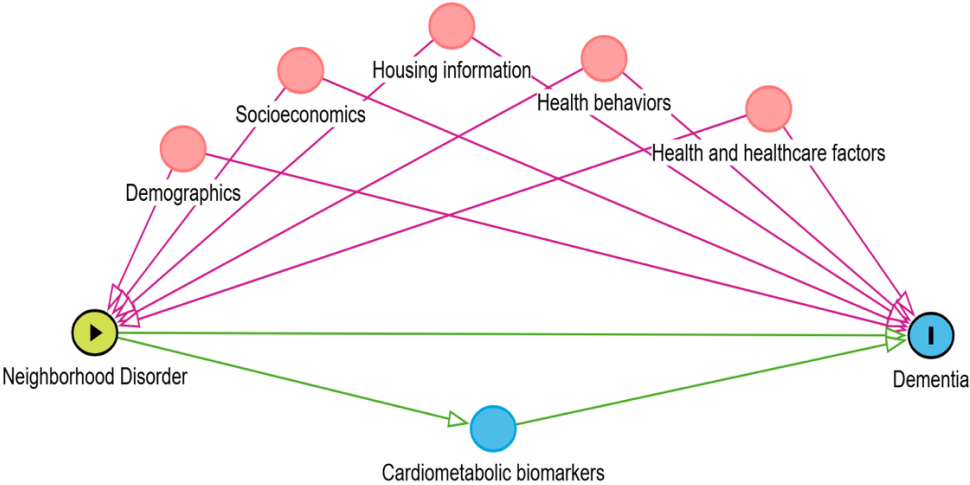 Housing information
Health behaviors
Socioeconomics
Health and healthcare factors
Demographics
Neighborhood Disorder
Dementia
Cardiometabolic biomarkers